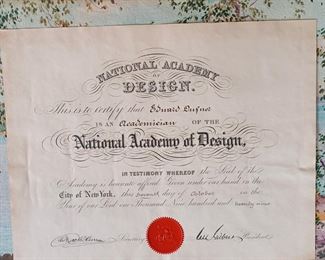 NATIONAL ACADEMY
OF
DESIGN.
This is to certify that Edward Dufner
IS AN Academician OF THE
National Academy of Design,
IN TESTIMONY WHEREOF the Seal of the
Academy is hereunto affixed Given under our hand in the
City of New York, this day of October in the
Year of our Lord one Thousand Nine hundred and twenty nine
Secretary Cass Gilbert President